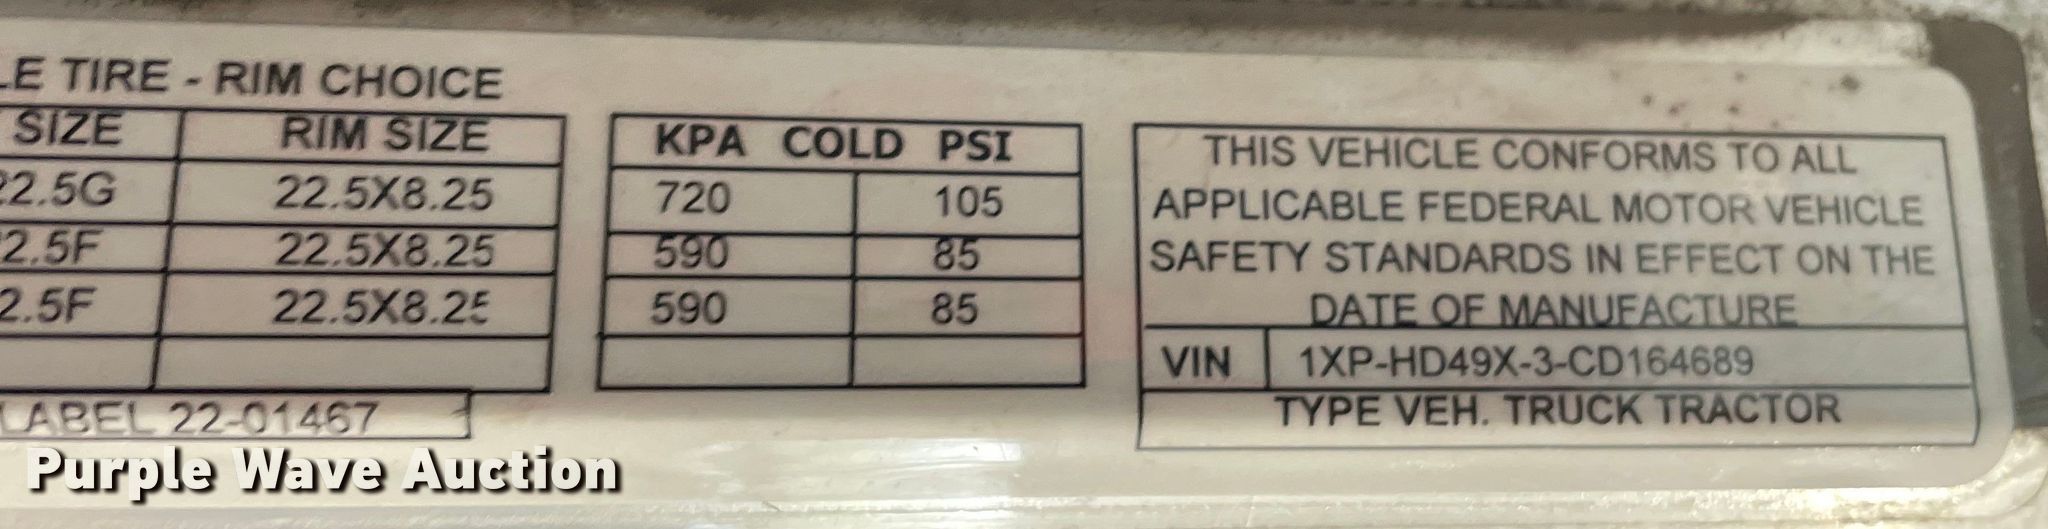 LE TIRE - RIM CHOICE
SIZE RIM SIZE
22.5G 22.5X8.25
2.5F 22.5X8.25
2.5F 22.5X8.25
LABEL 22-01467
KPA COLD PSI
720 105
590 85
590 85
THIS VEHICLE CONFORMS TO ALL
APPLICABLE FEDERAL MOTOR VEHICLE
SAFETY STANDARDS IN EFFECT ON THE
DATE OF MANUFACTURE
VIN 1XP-HD49X-3-CD164689
TYPE VEH. TRUCK TRACTOR
Purple Wave Auction